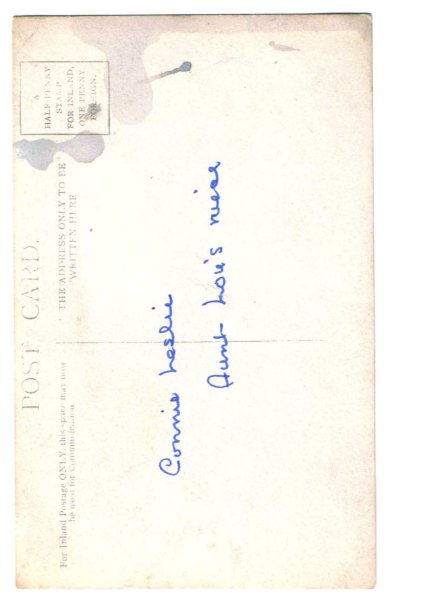 POST CARD.
For Inland Postage ONLY, this space may now
be used for Communication
THE ADDRESS ONLY TO BE
WRITTEN HERE
A
HALF-PENNY
STAMP
FOR INLAND,
ONE PENNY
FOREIGN.
Connie Leslie
Aunt Lou's niece